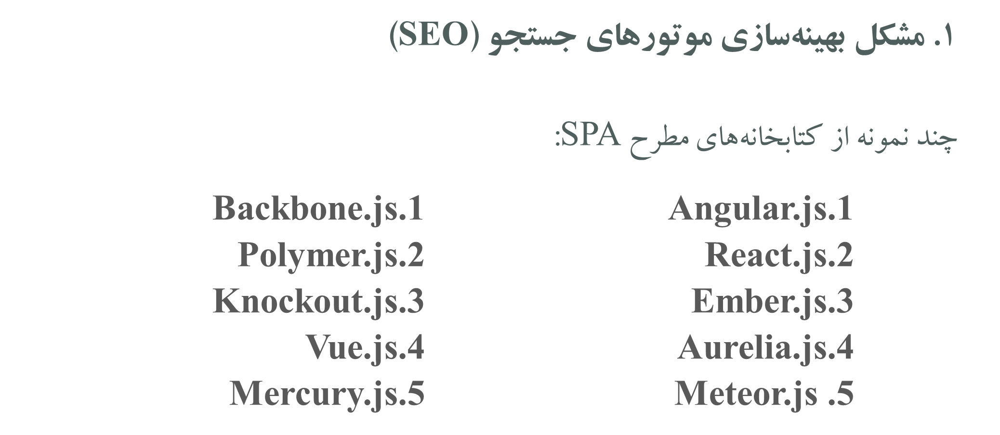 ۱. مشکل بهینه‌سازی موتورهای جستجو (SEO)
چند نمونه از کتابخانه‌های مطرح SPA:
1.Angular.js
2.React.js
3.Ember.js
4.Aurelia.js
5. Meteor.js
1.Backbone.js
2.Polymer.js
3.Knockout.js
4.Vue.js
5.Mercury.js